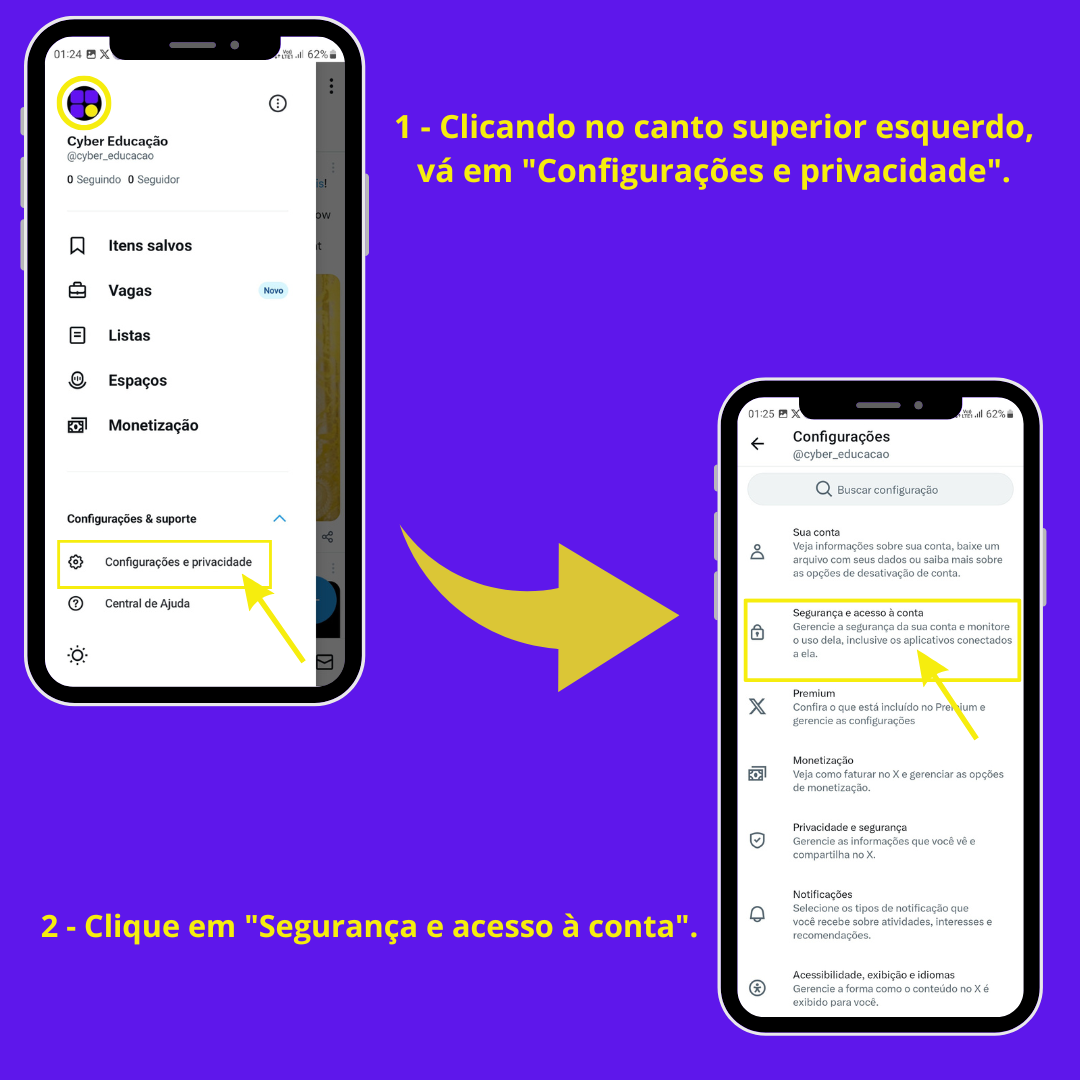 01:24
62%
Cyber Educação
@cyber_educacao
0 Seguindo 0 Seguidor
is!
ow
t
Itens salvos
Vagas
Novo
Listas
Espaços
Monetização
Configurações & suporte
Configurações e privacidade
Central de Ajuda
1 - Clicando no canto superior esquerdo,
vá em "Configurações e privacidade".
01:25
62%
Configurações
@cyber_educacao
Buscar configuração
Sua conta
Veja informações sobre sua conta, baixe um
arquivo com seus dados ou saiba mais sobre
as opções de desativação de conta.
Segurança e acesso à conta
Gerencie a segurança da sua conta e monitore
o uso dela, inclusive os aplicativos conectados
a ela.
Premium
Confira o que está incluído no Premium e
gerencie as configurações
Monetização
Veja como faturar no X e gerenciar as opções
de monetização.
Privacidade e segurança
Gerencie as informações que você vê e
compartilha no X.
Notificações
Selecione os tipos de notificação que
você recebe sobre atividades, interesses e
recomendações.
Acessibilidade, exibição e idiomas
Gerencie a forma como o conteúdo no X é
exibido para você.
2 - Clique em "Segurança e acesso à conta".